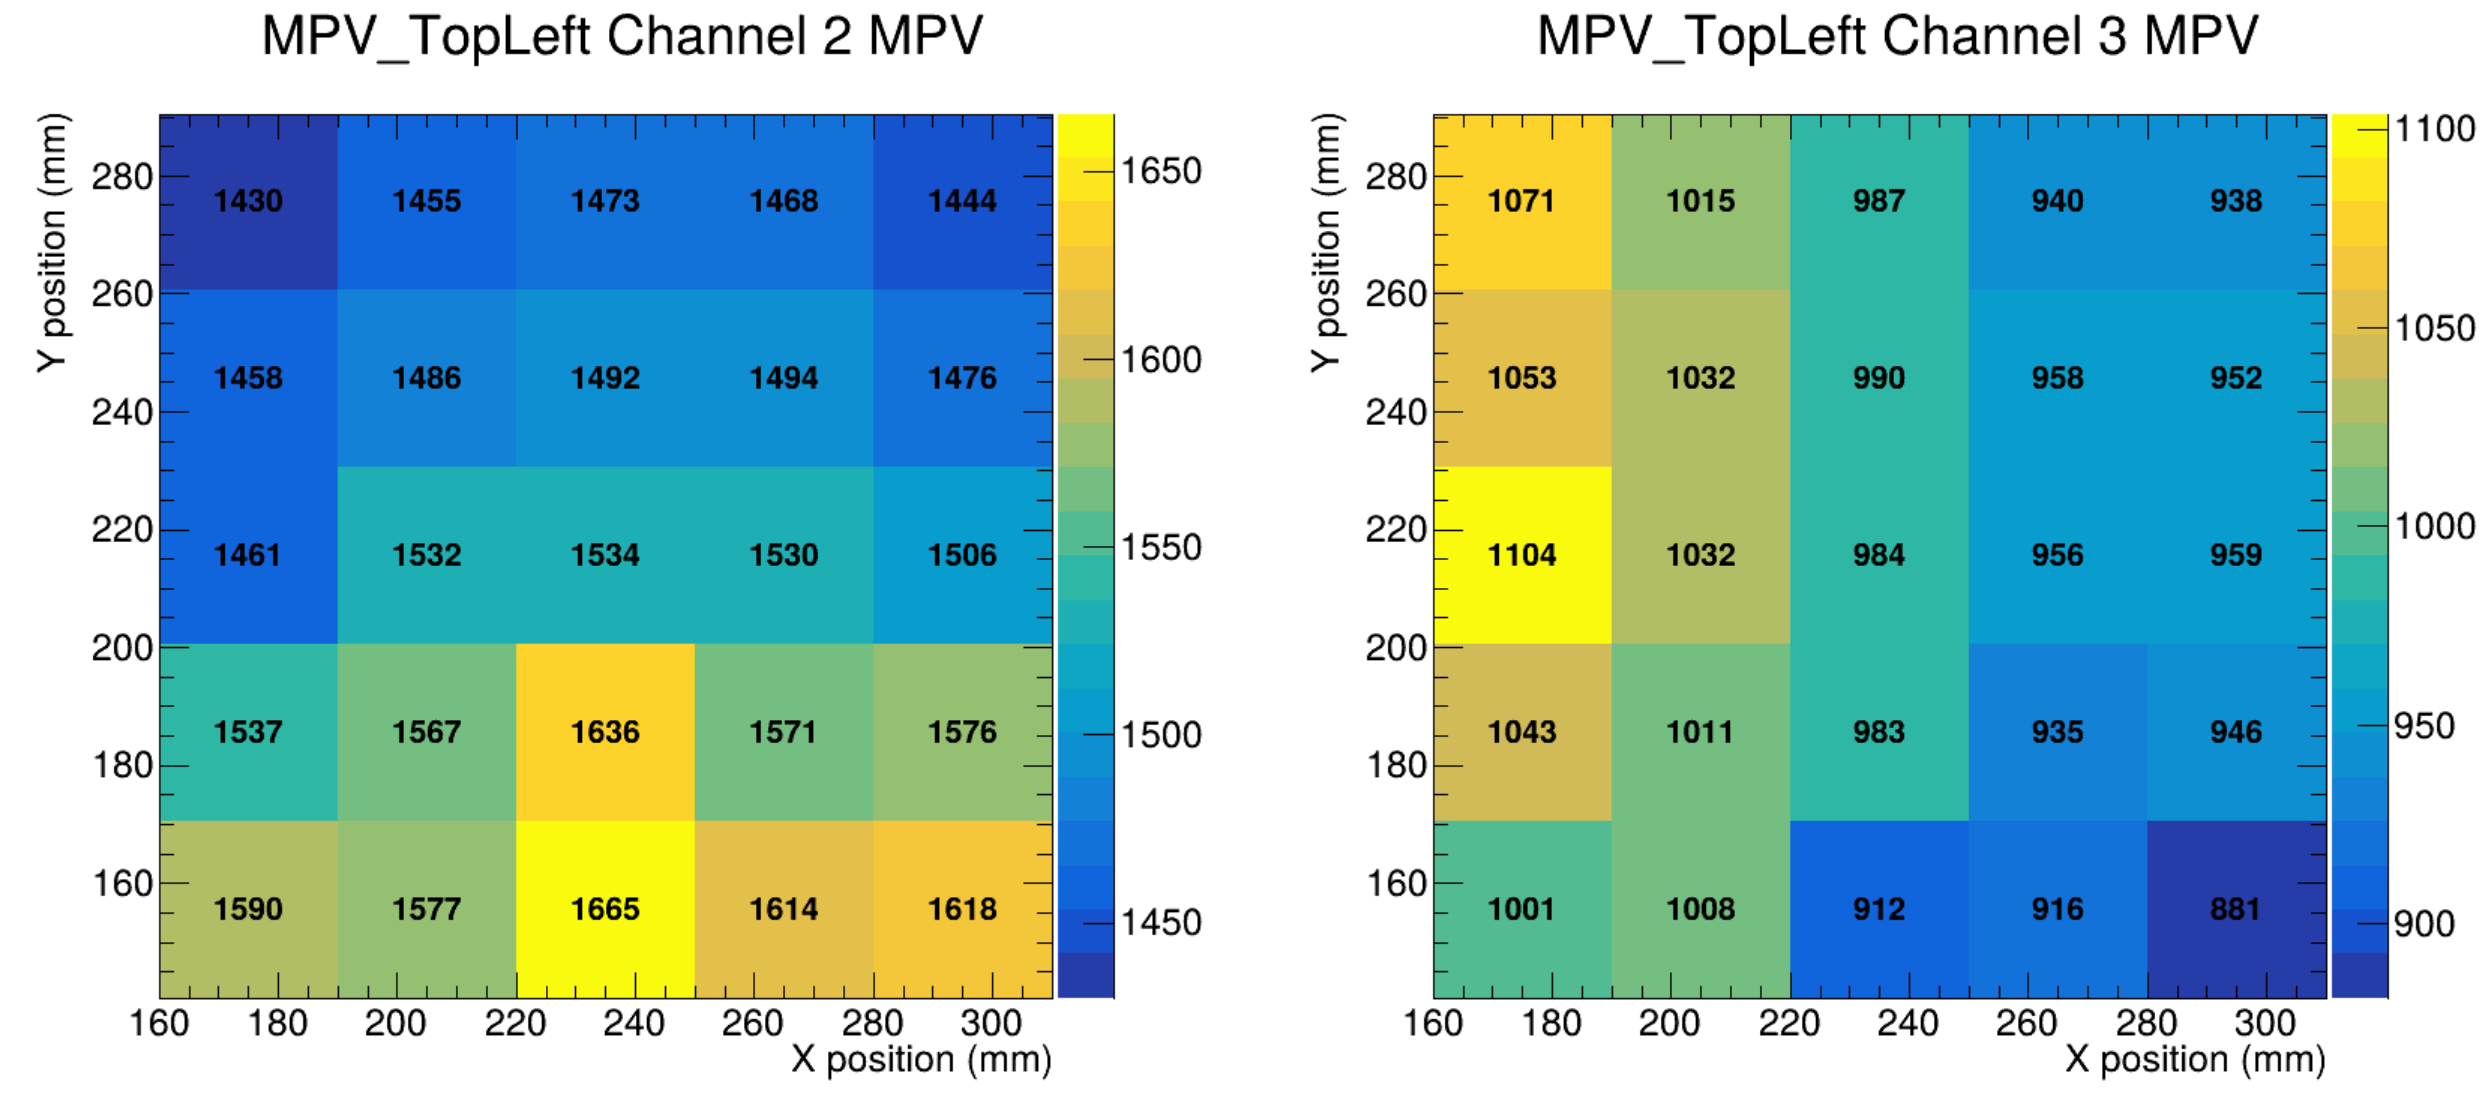 MPV_TopLeft Channel 2 MPV
Y position (mm)
280
260
240
220
200
180
160
1430 1455 1473 1468 1444
1458 1486 1492 1494 1476
1461 1532 1534 1530 1506
1537 1567 1636 1571 1576
1590 1577 1665 1614 1618
160 180 200 220 240 260 280 300
X position (mm)
1650
1600
1550
1500
1450
MPV_TopLeft Channel 3 MPV
Y position (mm)
280
260
240
220
200
180
160
1071 1015 987 940 938
1053 1032 990 958 952
1104 1032 984 956 959
1043 1011 983 935 946
1001 1008 912 916 881
160 180 200 220 240 260 280 300
X position (mm)
1100
1050
1000
950
900